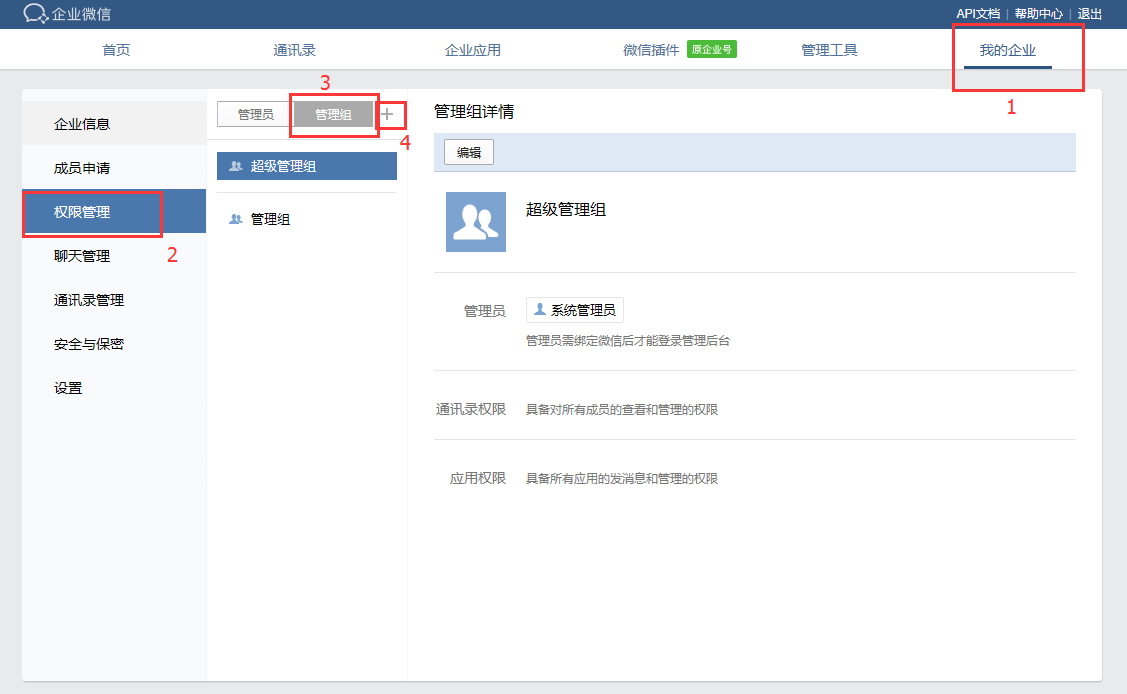 企业微信
API文档 | 帮助中心 | 退出
首页 通讯录 企业应用 微信插件 原企业号 管理工具 我的企业
1
企业信息
成员申请
权限管理
2
聊天管理
通讯录管理
安全与保密
设置
3
管理员 管理组 +
4
超级管理组
管理组
管理组详情
编辑
超级管理组
管理员 系统管理员
管理员需绑定微信后才能登录管理后台
通讯录权限 具备对所有成员的查看和管理的权限
应用权限 具备所有应用的发消息和管理的权限